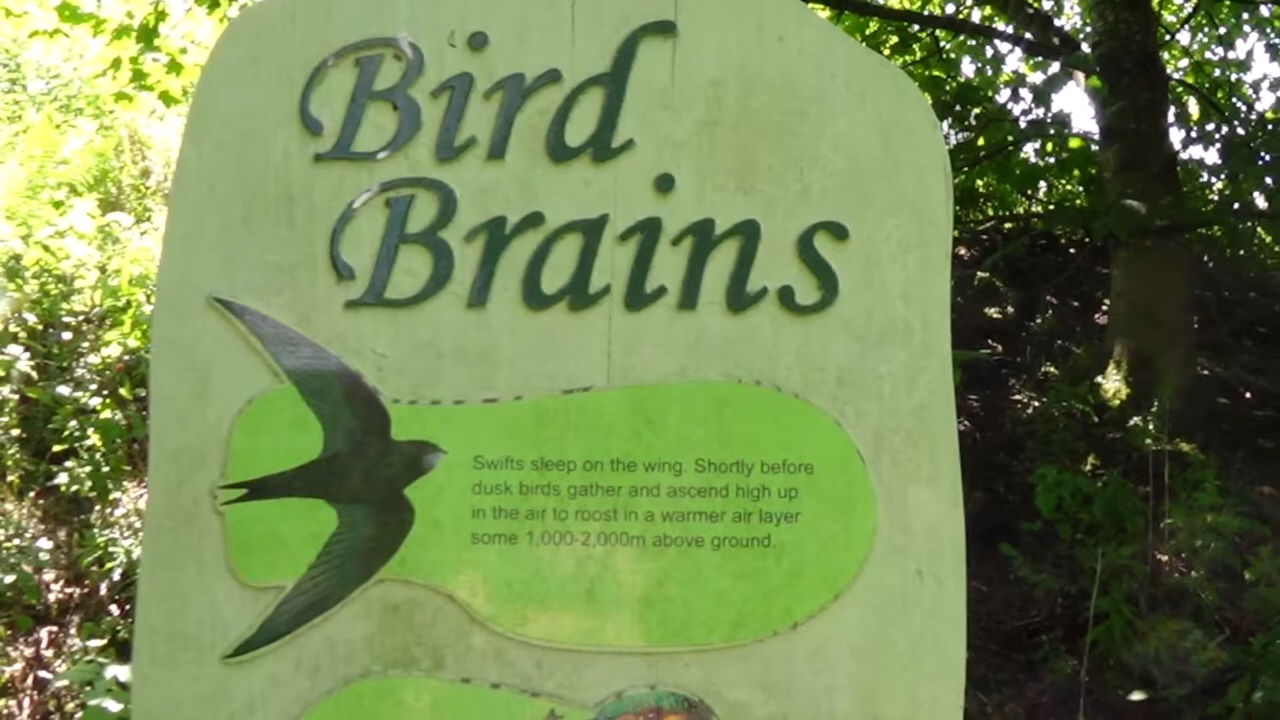 Bird
Brains
Swifts sleep on the wing. Shortly before
dusk birds gather and ascend high up
in the air to roost in a warmer air layer
some 1,000-2,000m above ground.